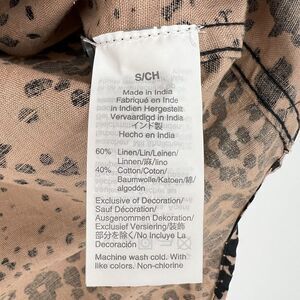 S/CH
Made in India
Fabriqué en Inde
in Indien Hergestellt
Vervaardigd in India
インド製
Hecho en India
60% Linen/Lin/Leinen/
Linnen/麻/lino
40% Cotton/Coton/
Baumwolle/Katoen/綿/
algodón
Exclusive of Decoration/
Sauf Décoration/
Ausgenommen Dekoration/
Exclusief Versiering/装飾
部分を除く/No Incluye La
Decoración
Machine wash cold. With
like colors. Non-chlorine